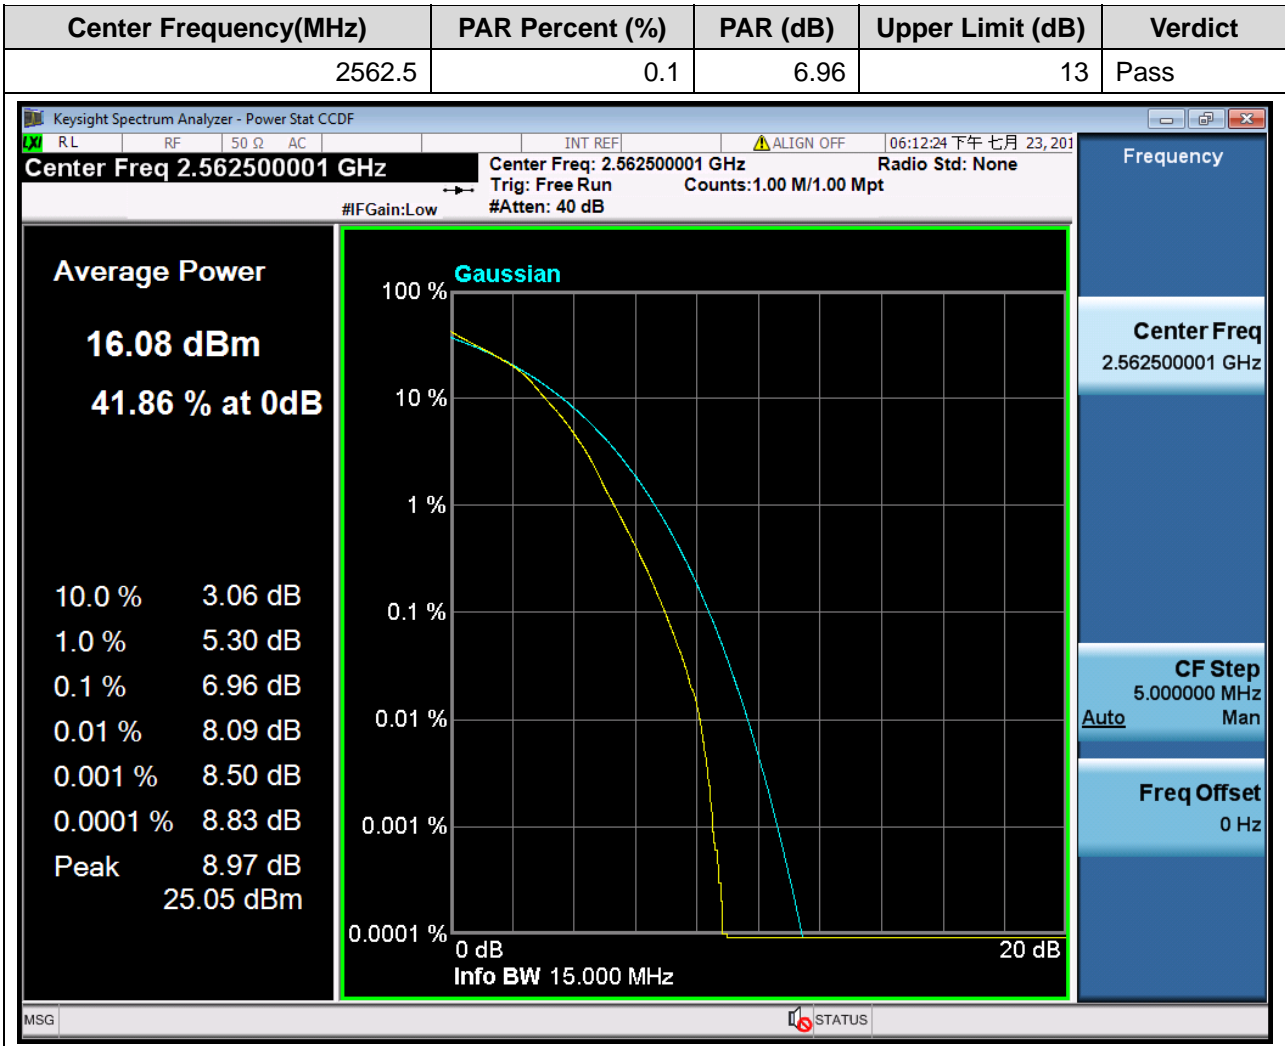 Center Frequency(MHz) PAR Percent (%) PAR (dB) Upper Limit (dB) Verdict
2562.5 0.1 6.96 13 Pass
Keysight Spectrum Analyzer - Power Stat CCDF
LXI RL RF 50 Ω AC INT REF ALIGN OFF 06:12:24 下午 七月 23, 201
Center Freq 2.562500001 GHz
Center Freq: 2.562500001 GHz Radio Std: None
Trig: Free Run Counts:1.00 M/1.00 Mpt
#IFGain:Low #Atten: 40 dB
Average Power
16.08 dBm
41.86 % at 0dB
10.0 % 3.06 dB
1.0 % 5.30 dB
0.1 % 6.96 dB
0.01 % 8.09 dB
0.001 % 8.50 dB
0.0001 % 8.83 dB
Peak 8.97 dB
25.05 dBm
Gaussian
100 %
10 %
1 %
0.1 %
0.01 %
0.001 %
0.0001 %
0 dB 20 dB
Info BW 15.000 MHz
Frequency
Center Freq
2.562500001 GHz
CF Step
5.000000 MHz
Auto Man
Freq Offset
0 Hz
MSG STATUS